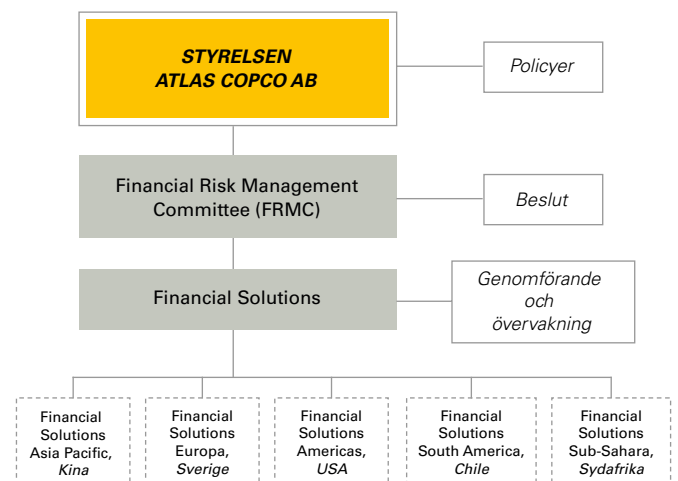 STYRELSEN
ATLAS COPCO AB
Policyer
Financial Risk Management
Committee (FRMC)
Beslut
Financial Solutions
Genomförande
och
övervakning
Financial
Solutions
Asia Pacific,
Kina
Financial
Solutions
Europa,
Sverige
Financial
Solutions
Americas,
USA
Financial
Solutions
South America,
Chile
Financial
Solutions
Sub-Sahara,
Sydafrika